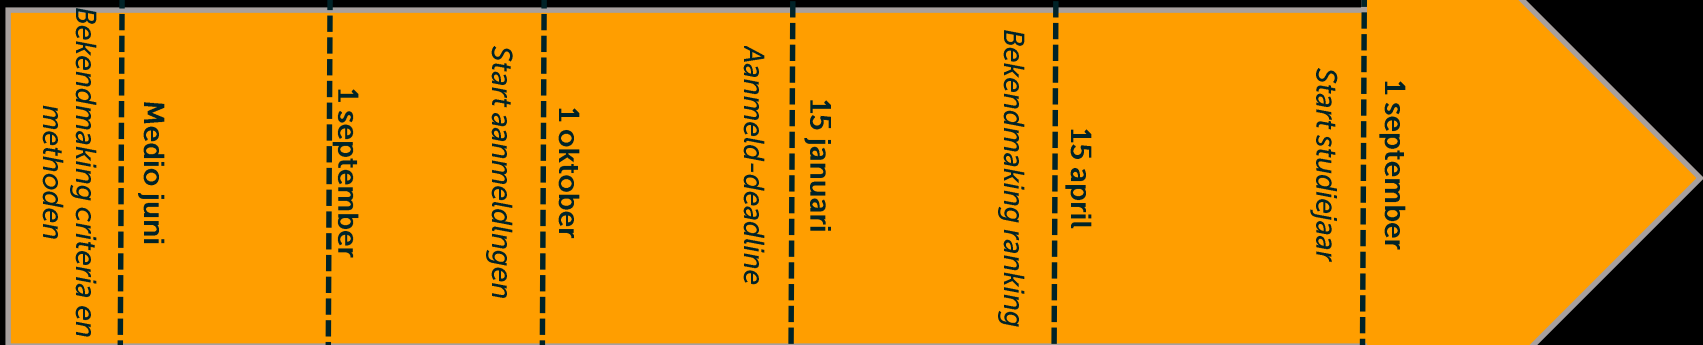 Medio juni
Bekendmaking criteria en
methoden
1 september
1 oktober
Start aanmeldIngen
15 januari
Aanmeld-deadline
15 april
Bekendmaking ranking
1 september
Start studiejaar